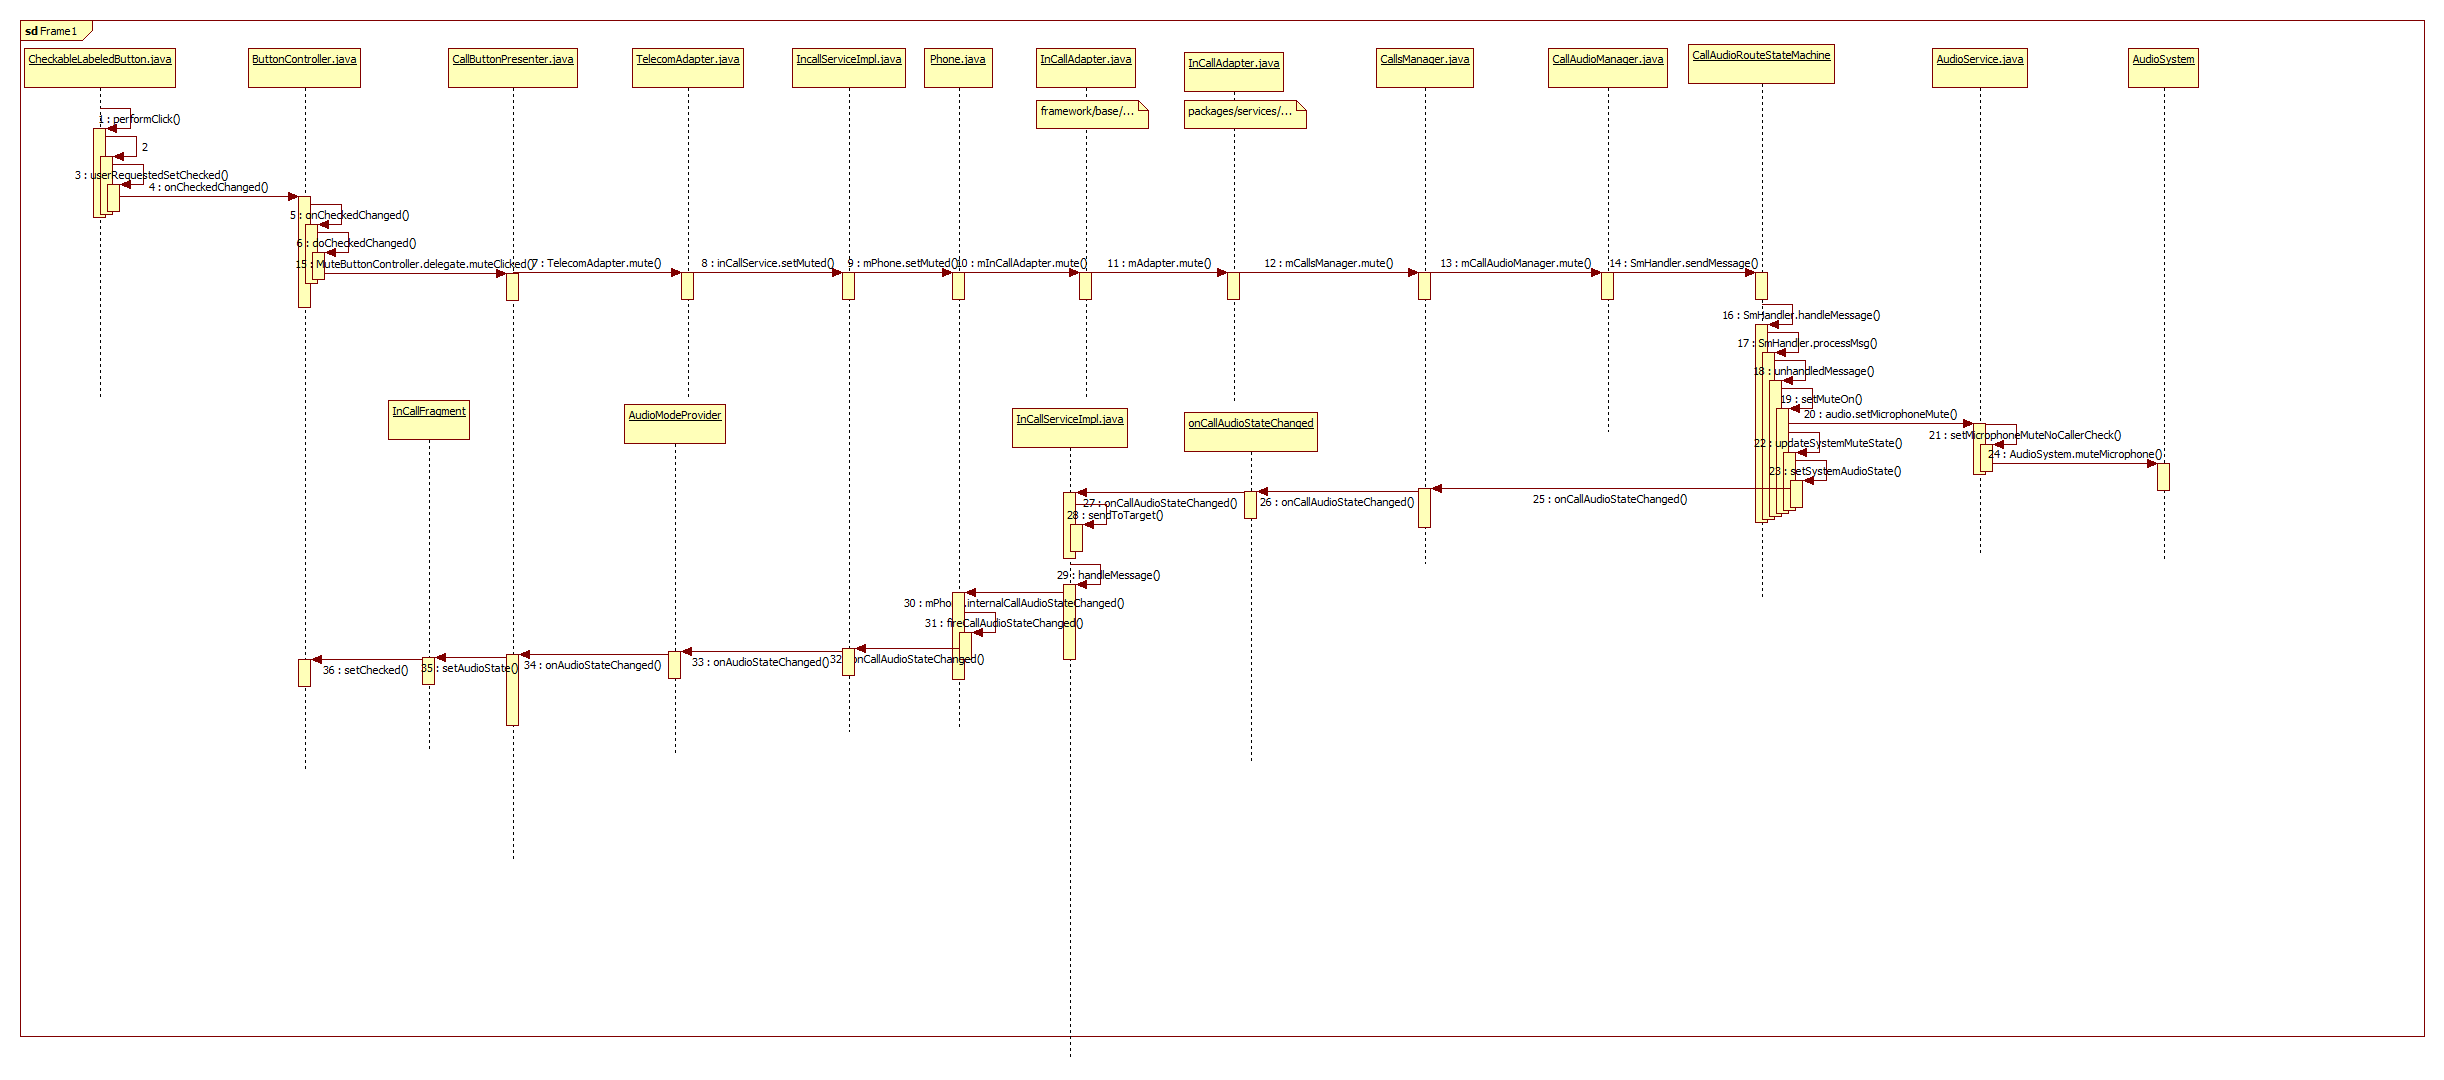 sd Frame1
CheckableLabeledButton.java
ButtonController.java
CallButtonPresenter.java
TelecomAdapter.java
IncallServiceImpl.java
Phone.java
InCallAdapter.java
InCallAdapter.java
CallsManager.java
CallAudioManager.java
CallAudioRouteStateMachine
AudioService.java
AudioSystem
framework/base/...
packages/services/...
1 : performClick()
2
3 : userRequestedSetChecked()
4 : onCheckedChanged()
5 : onCheckedChanged()
6 : doCheckedChanged()
15 : MuteButtonController.delegate.muteClicked()
7 : TelecomAdapter.mute()
8 : inCallService.setMuted()
9 : mPhone.setMuted()
10 : mInCallAdapter.mute()
11 : mAdapter.mute()
12 : mCallsManager.mute()
13 : mCallAudioManager.mute()
14 : SmHandler.sendMessage()
16 : SmHandler.handleMessage()
17 : SmHandler.processMsg()
18 : unhandledMessage()
19 : setMuteOn()
20 : audio.setMicrophoneMute()
21 : setMicrophoneMuteNoCallerCheck()
22 : updateSystemMuteState()
24 : AudioSystem.muteMicrophone()
23 : setSystemAudioState()
InCallFragment
AudioModeProvider
InCallServiceImpl.java
onCallAudioStateChanged
25 : onCallAudioStateChanged()
26 : onCallAudioStateChanged()
27 : onCallAudioStateChanged()
28 : sendToTarget()
29 : handleMessage()
30 : mPhone.internalCallAudioStateChanged()
31 : fireCallAudioStateChanged()
32 : onCallAudioStateChanged()
33 : onAudioStateChanged()
34 : onAudioStateChanged()
35 : setAudioState()
36 : setChecked()